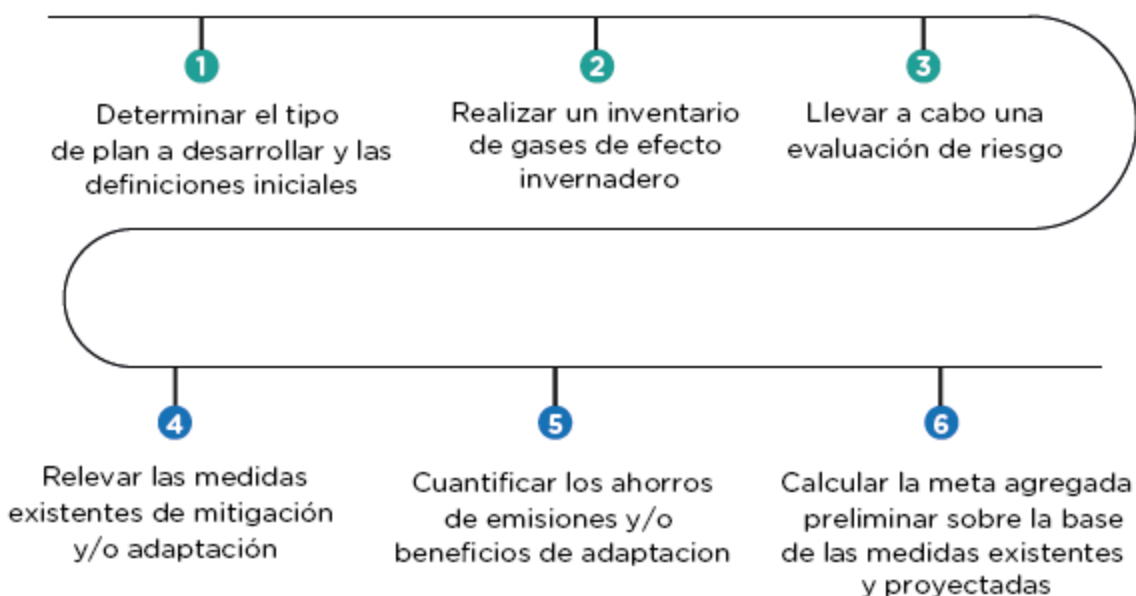 1
Determinar el tipo
de plan a desarrollar y las
definiciones iniciales
2
Realizar un inventario
de gases de efecto
invernadero
3
Llevar a cabo una
evaluación de riesgo
4
Relevar las medidas
existentes de mitigación
y/o adaptación
5
Cuantificar los ahorros
de emisiones y/o
beneficios de adaptacion
6
Calcular la meta agregada
preliminar sobre la base
de las medidas existentes
y proyectadas